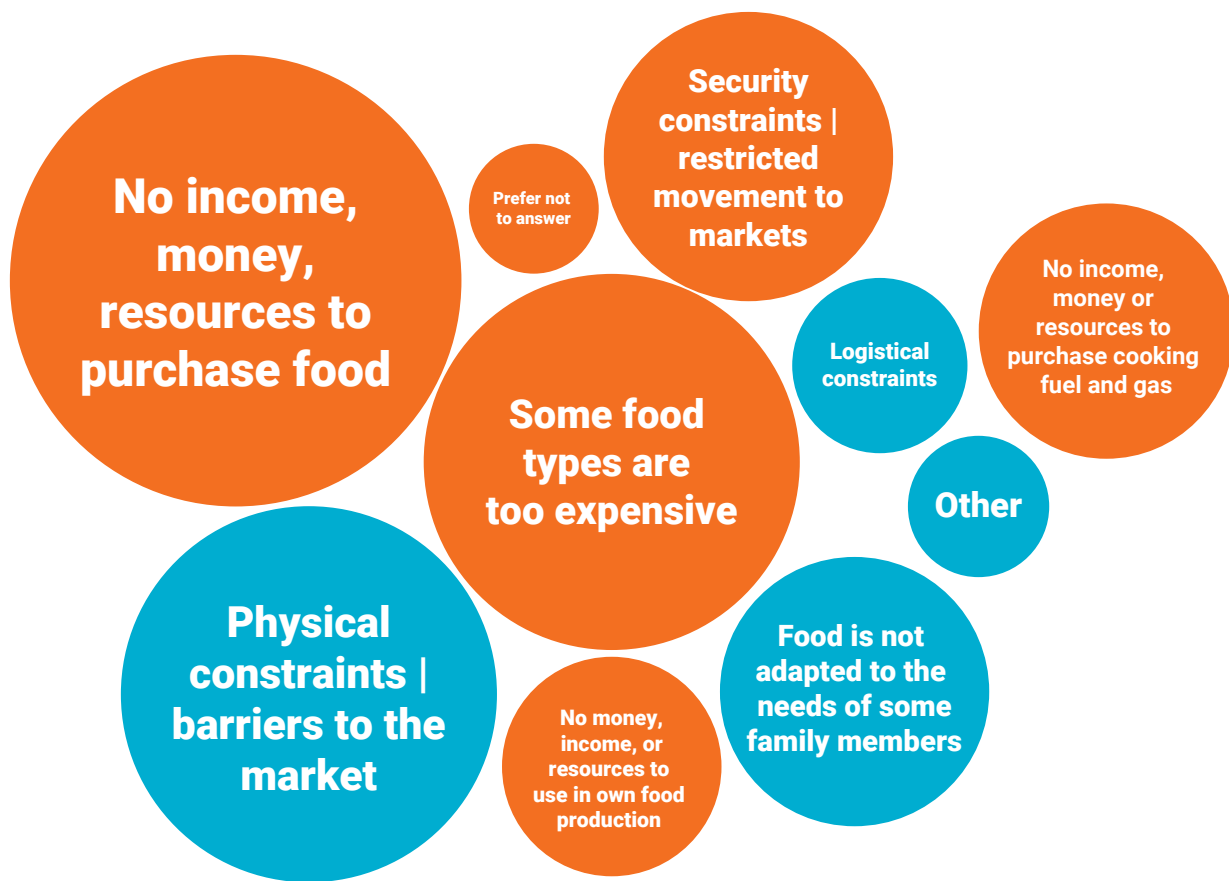 No income,
money,
resources to
purchase food
Prefer not
to answer
Security
constraints |
restricted
movement to
markets
No income,
money or
resources to
purchase cooking
fuel and gas
Logistical
constraints
Some food
types are
too expensive
Other
Physical
constraints |
barriers to the
market
No money,
income, or
resources to
use in own food
production
Food is not
adapted to the
needs of some
family members